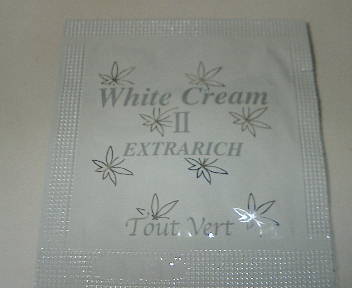 White Cream
II
EXTRARICH
Tout Vert